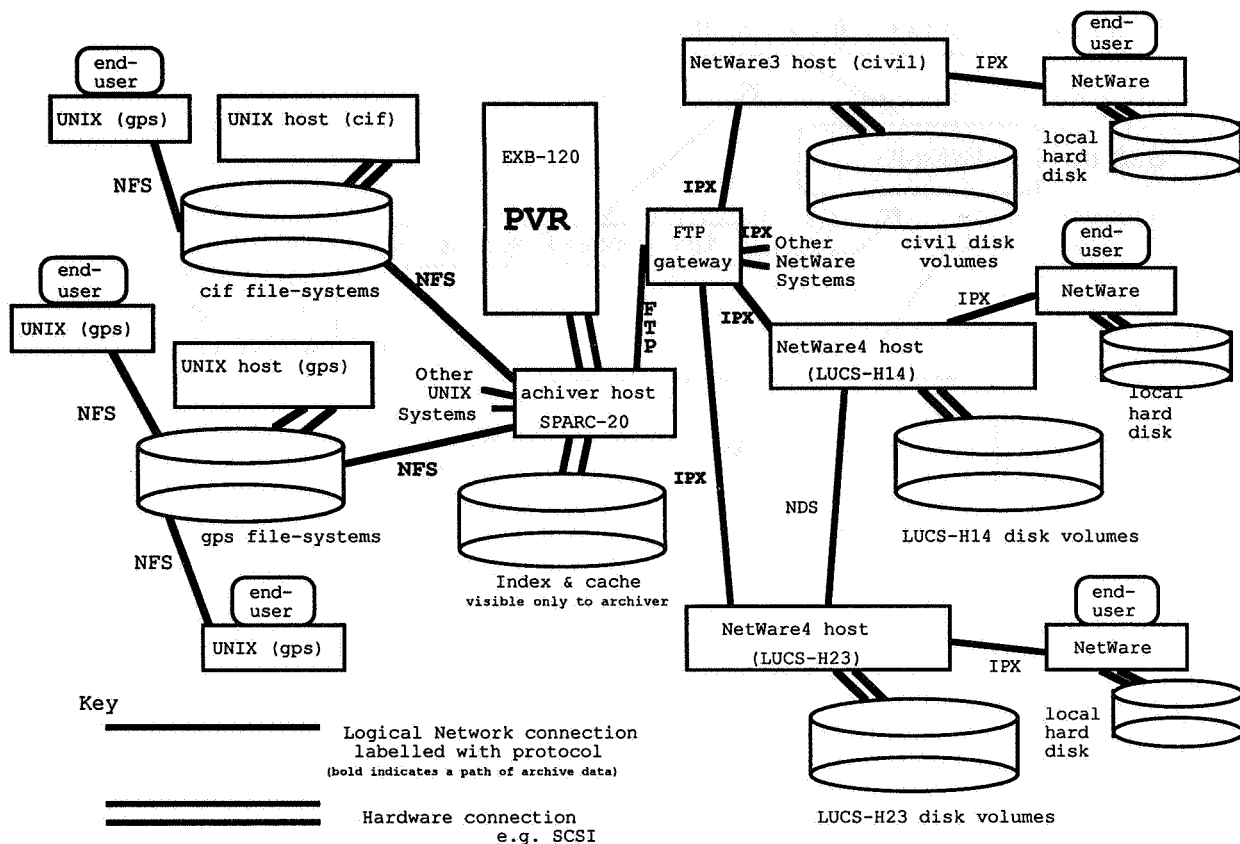 end-
user
UNIX (gps)
UNIX host (cif)
NFS
cif file-systems
NFS
end-
user
UNIX (gps)
UNIX host (gps)
NFS
gps file-systems
NFS
NFS
end-
user
UNIX (gps)
EXB-120
PVR
Other
UNIX
Systems
achiver host
SPARC-20
Index & cache
visible only to archiver
FTP
FTP
gateway
IPX
IPX
Other
NetWare
Systems
IPX
IPX
NetWare3 host (civil)
civil disk
volumes
IPX
end-
user
NetWare
local
hard
disk
NetWare4 host
(LUCS-H14)
LUCS-H14 disk volumes
IPX
end-
user
NetWare
local
hard
disk
NDS
NetWare4 host
(LUCS-H23)
LUCS-H23 disk volumes
IPX
end-
user
NetWare
local
hard
disk
Key
Logical Network connection
labelled with protocol
(bold indicates a path of archive data)
Hardware connection
e.g. SCSI